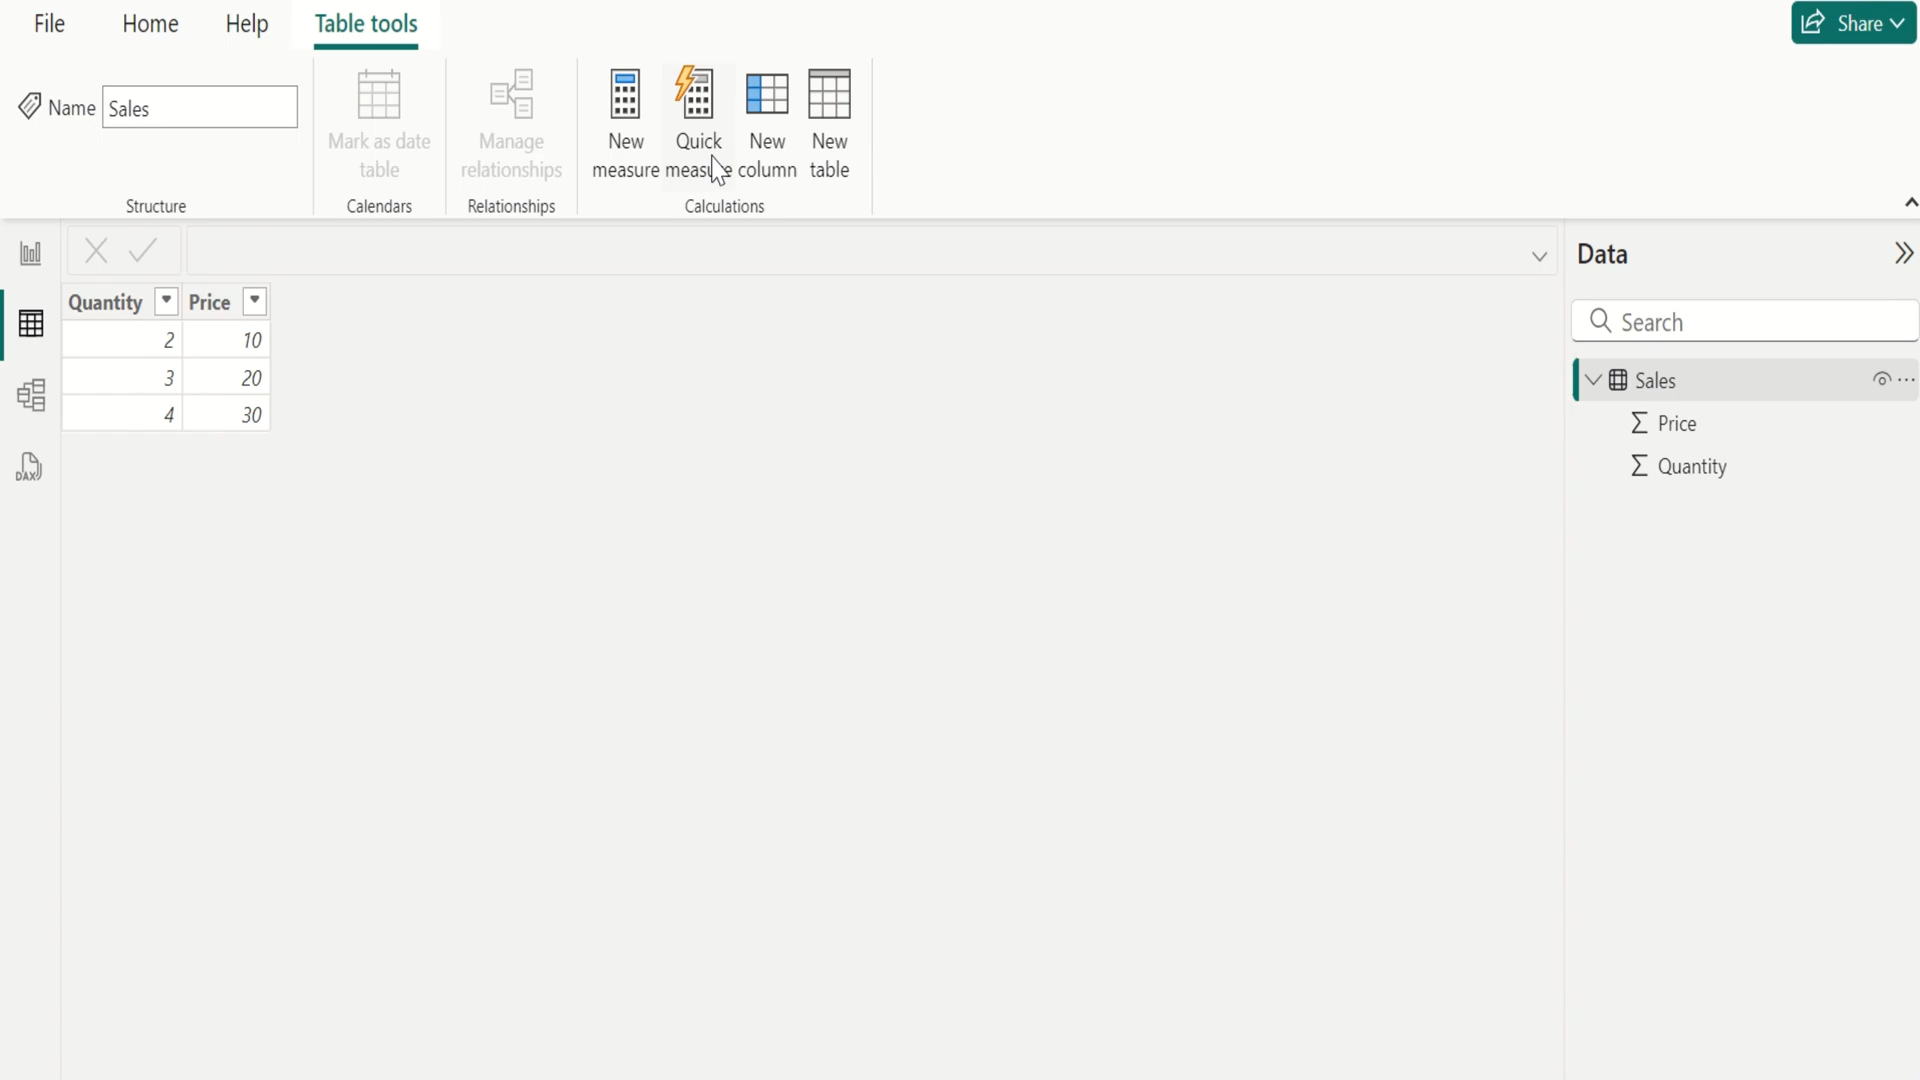 File Home Help Table tools Share
Name Sales
Mark as date table
Manage relationships
New measure
Quick measure
New column
New table
Structure Calendars Relationships Calculations
Data
Quantity Price
2 10
3 20
4 30
Search
Sales
Price
Quantity
DAX